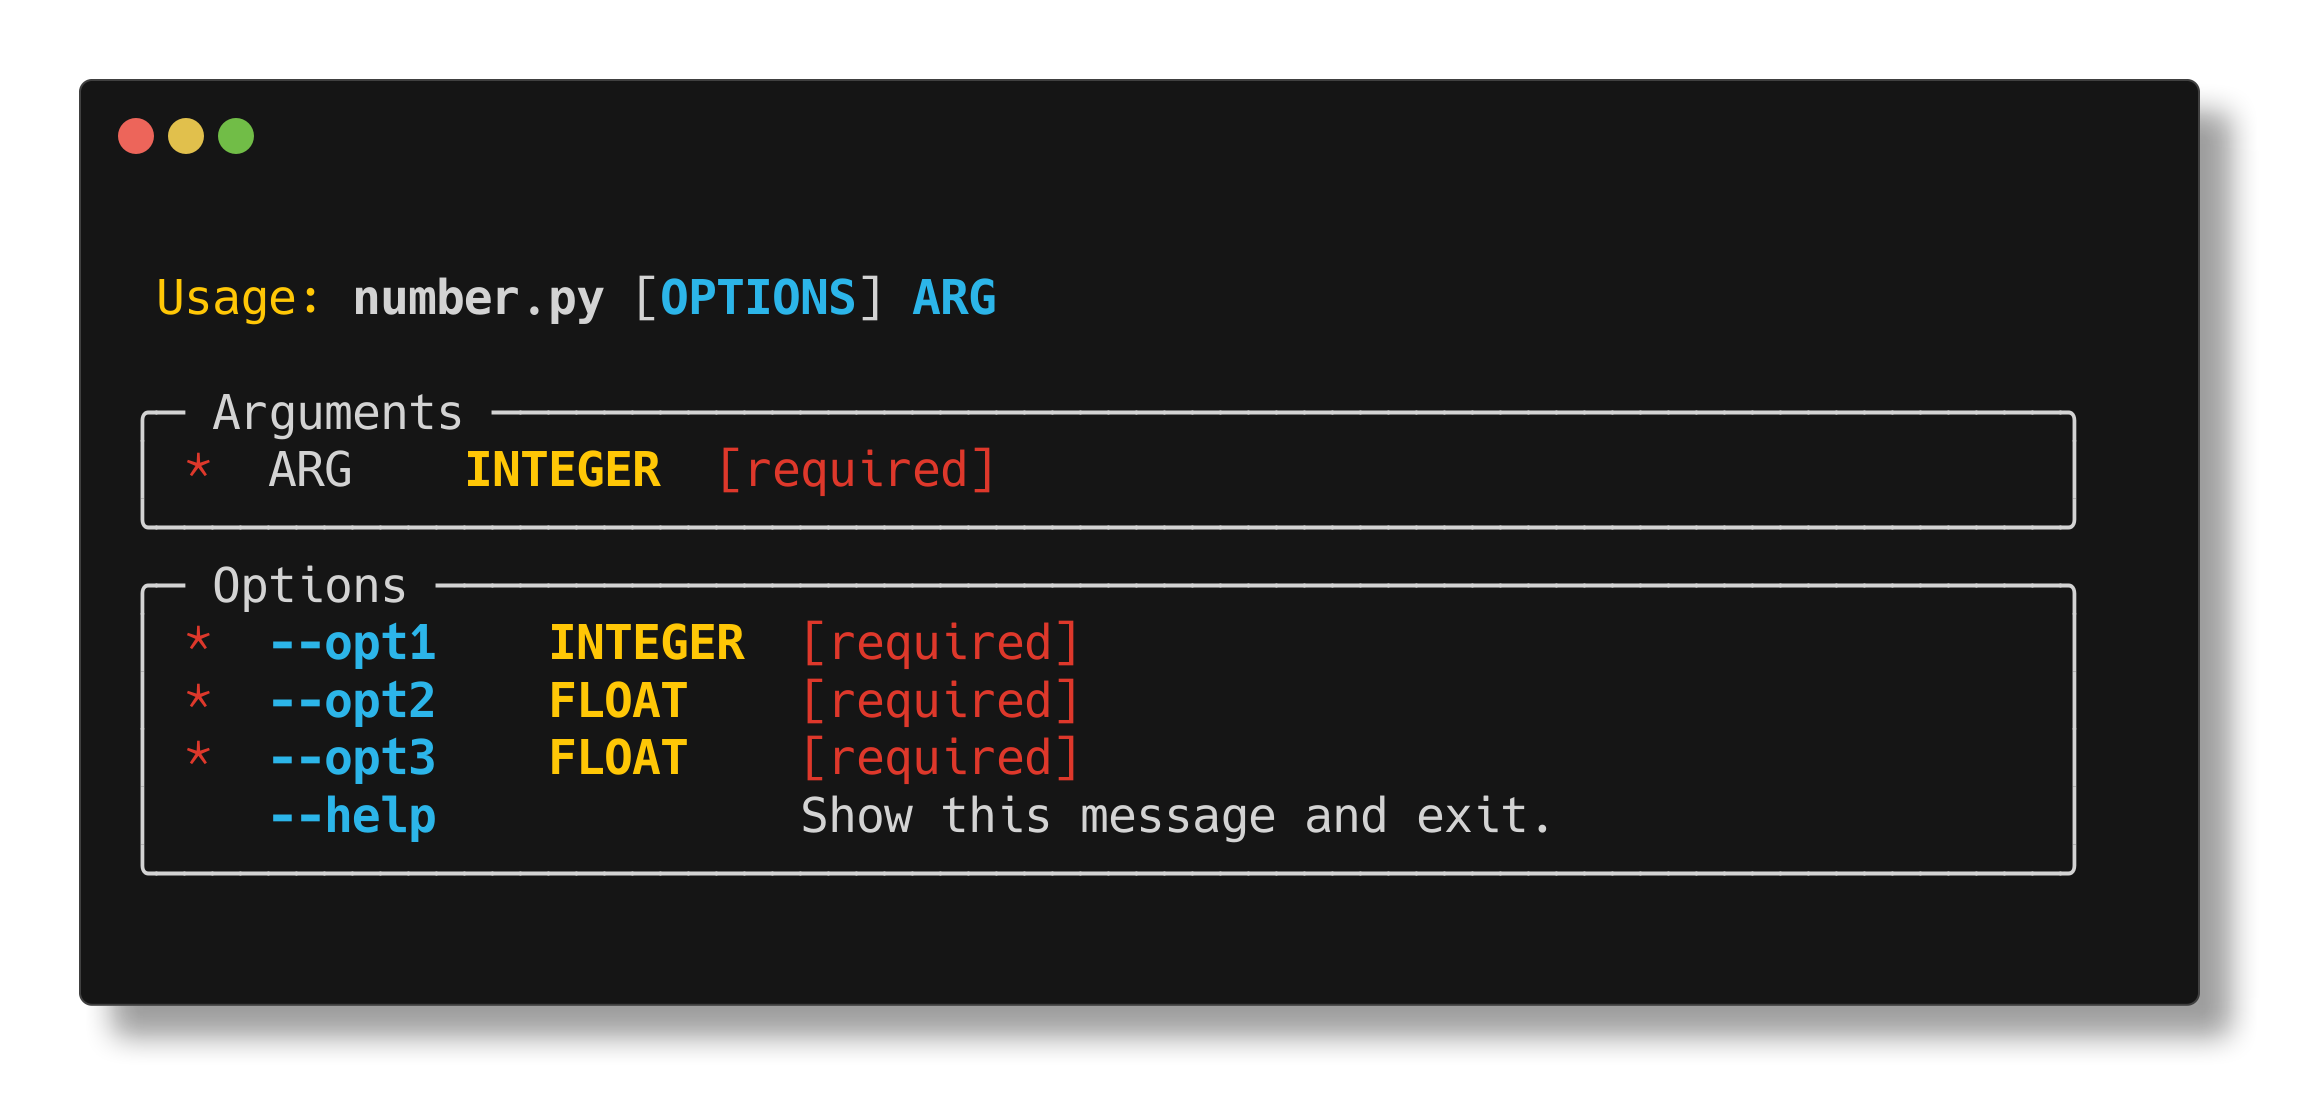 Usage: number.py [OPTIONS] ARG
Arguments
* ARG INTEGER [required]
Options
* --opt1 INTEGER [required]
* --opt2 FLOAT [required]
* --opt3 FLOAT [required]
--help Show this message and exit.